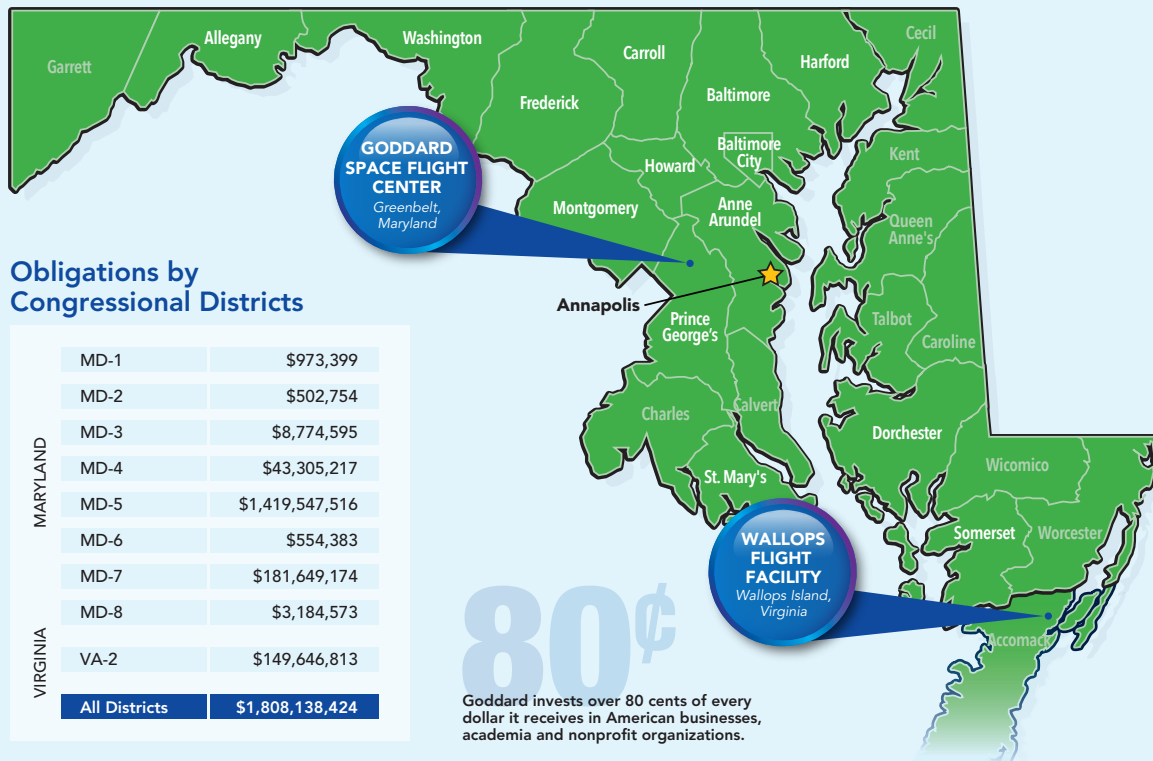 Garrett
Allegany
Washington
Frederick
Carroll
Baltimore
Harford
Cecil
Baltimore
City
Howard
Montgomery
Anne
Arundel
Kent
Queen
Anne's
GODDARD
SPACE FLIGHT
CENTER
Greenbelt,
Maryland
Annapolis
Prince
George's
Talbot
Caroline
Charles
Calvert
St. Mary's
Dorchester
Wicomico
Somerset
Worcester
Accomack
WALLOPS
FLIGHT
FACILITY
Wallops Island,
Virginia
Obligations by
Congressional Districts
MARYLAND
MD-1 $973,399
MD-2 $502,754
MD-3 $8,774,595
MD-4 $43,305,217
MD-5 $1,419,547,516
MD-6 $554,383
MD-7 $181,649,174
MD-8 $3,184,573
VIRGINIA
VA-2 $149,646,813
All Districts $1,808,138,424
80¢
Goddard invests over 80 cents of every
dollar it receives in American businesses,
academia and nonprofit organizations.